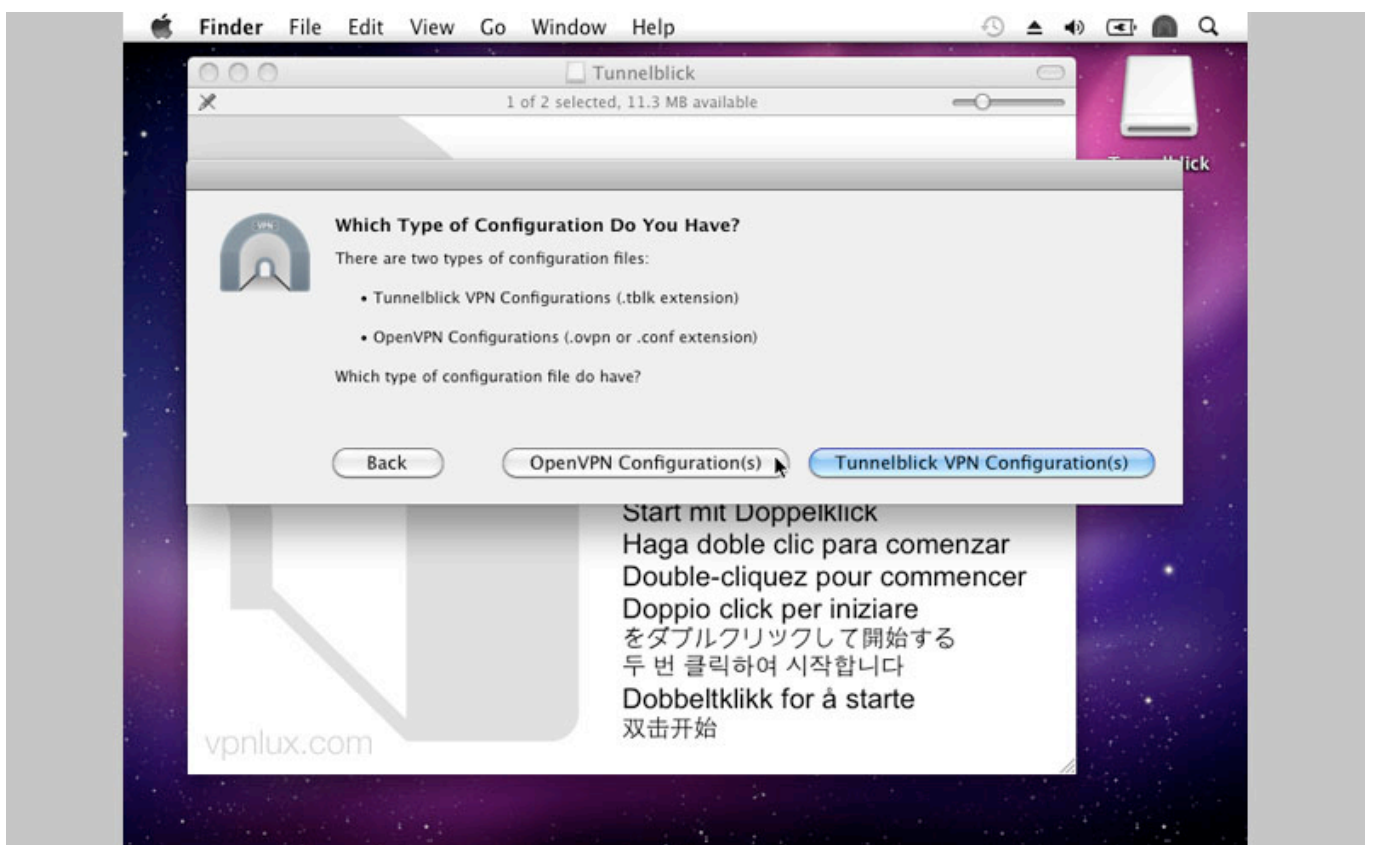 Finder File Edit View Go Window Help
Tunnelblick
1 of 2 selected, 11.3 MB available
ick
VPN
Which Type of Configuration Do You Have?
There are two types of configuration files:
• Tunnelblick VPN Configurations (.tblk extension)
• OpenVPN Configurations (.ovpn or .conf extension)
Which type of configuration file do have?
Back OpenVPN Configuration(s) Tunnelblick VPN Configuration(s)
Start mit Doppelklick
Haga doble clic para comenzar
Double-cliquez pour commencer
Doppio click per iniziare
をダブルクリックして開始する
두 번 클릭하여 시작합니다
Dobbeltklikk for å starte
双击开始
vpnlux.com